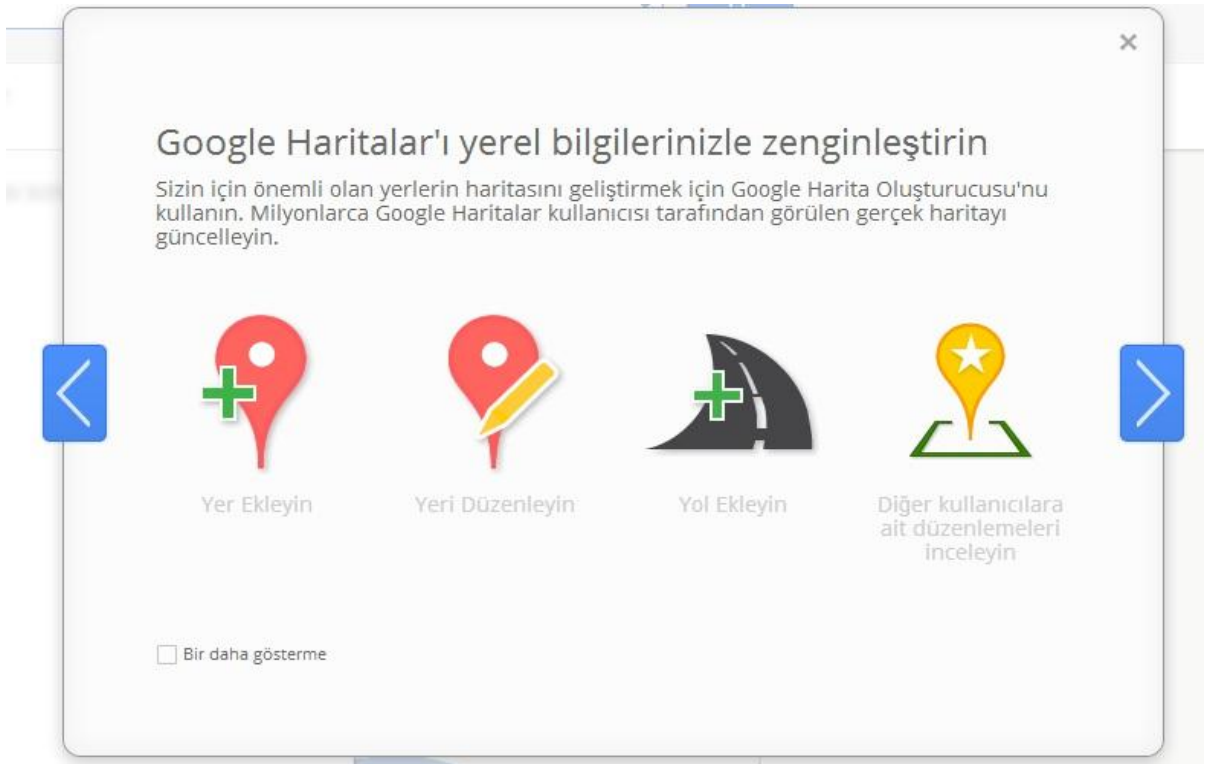 Google Haritalar'ı yerel bilgilerinizle zenginleştirin
Sizin için önemli olan yerlerin haritasını geliştirmek için Google Harita Oluşturucusu'nu
kullanın. Milyonlarca Google Haritalar kullanıcısı tarafından görülen gerçek haritayı
güncelleyin.
Yer Ekleyin
Yeri Düzenleyin
Yol Ekleyin
Diğer kullanıcılara
ait düzenlemeleri
inceleyin
Bir daha gösterme